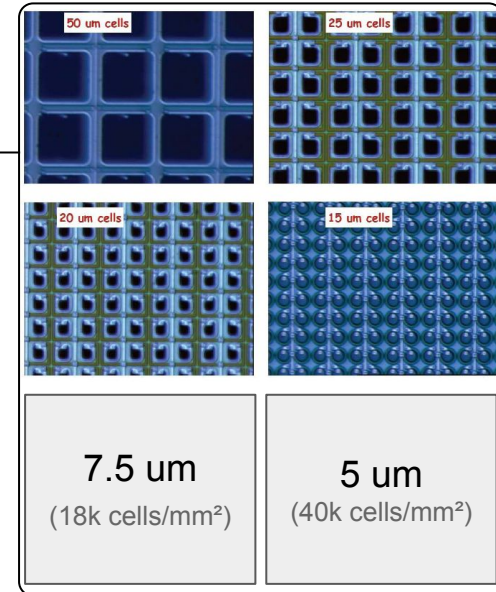 50 um cells
25 um cells
20 um cells
15 um cells
7.5 um
(18k cells/mm²)
5 um
(40k cells/mm²)